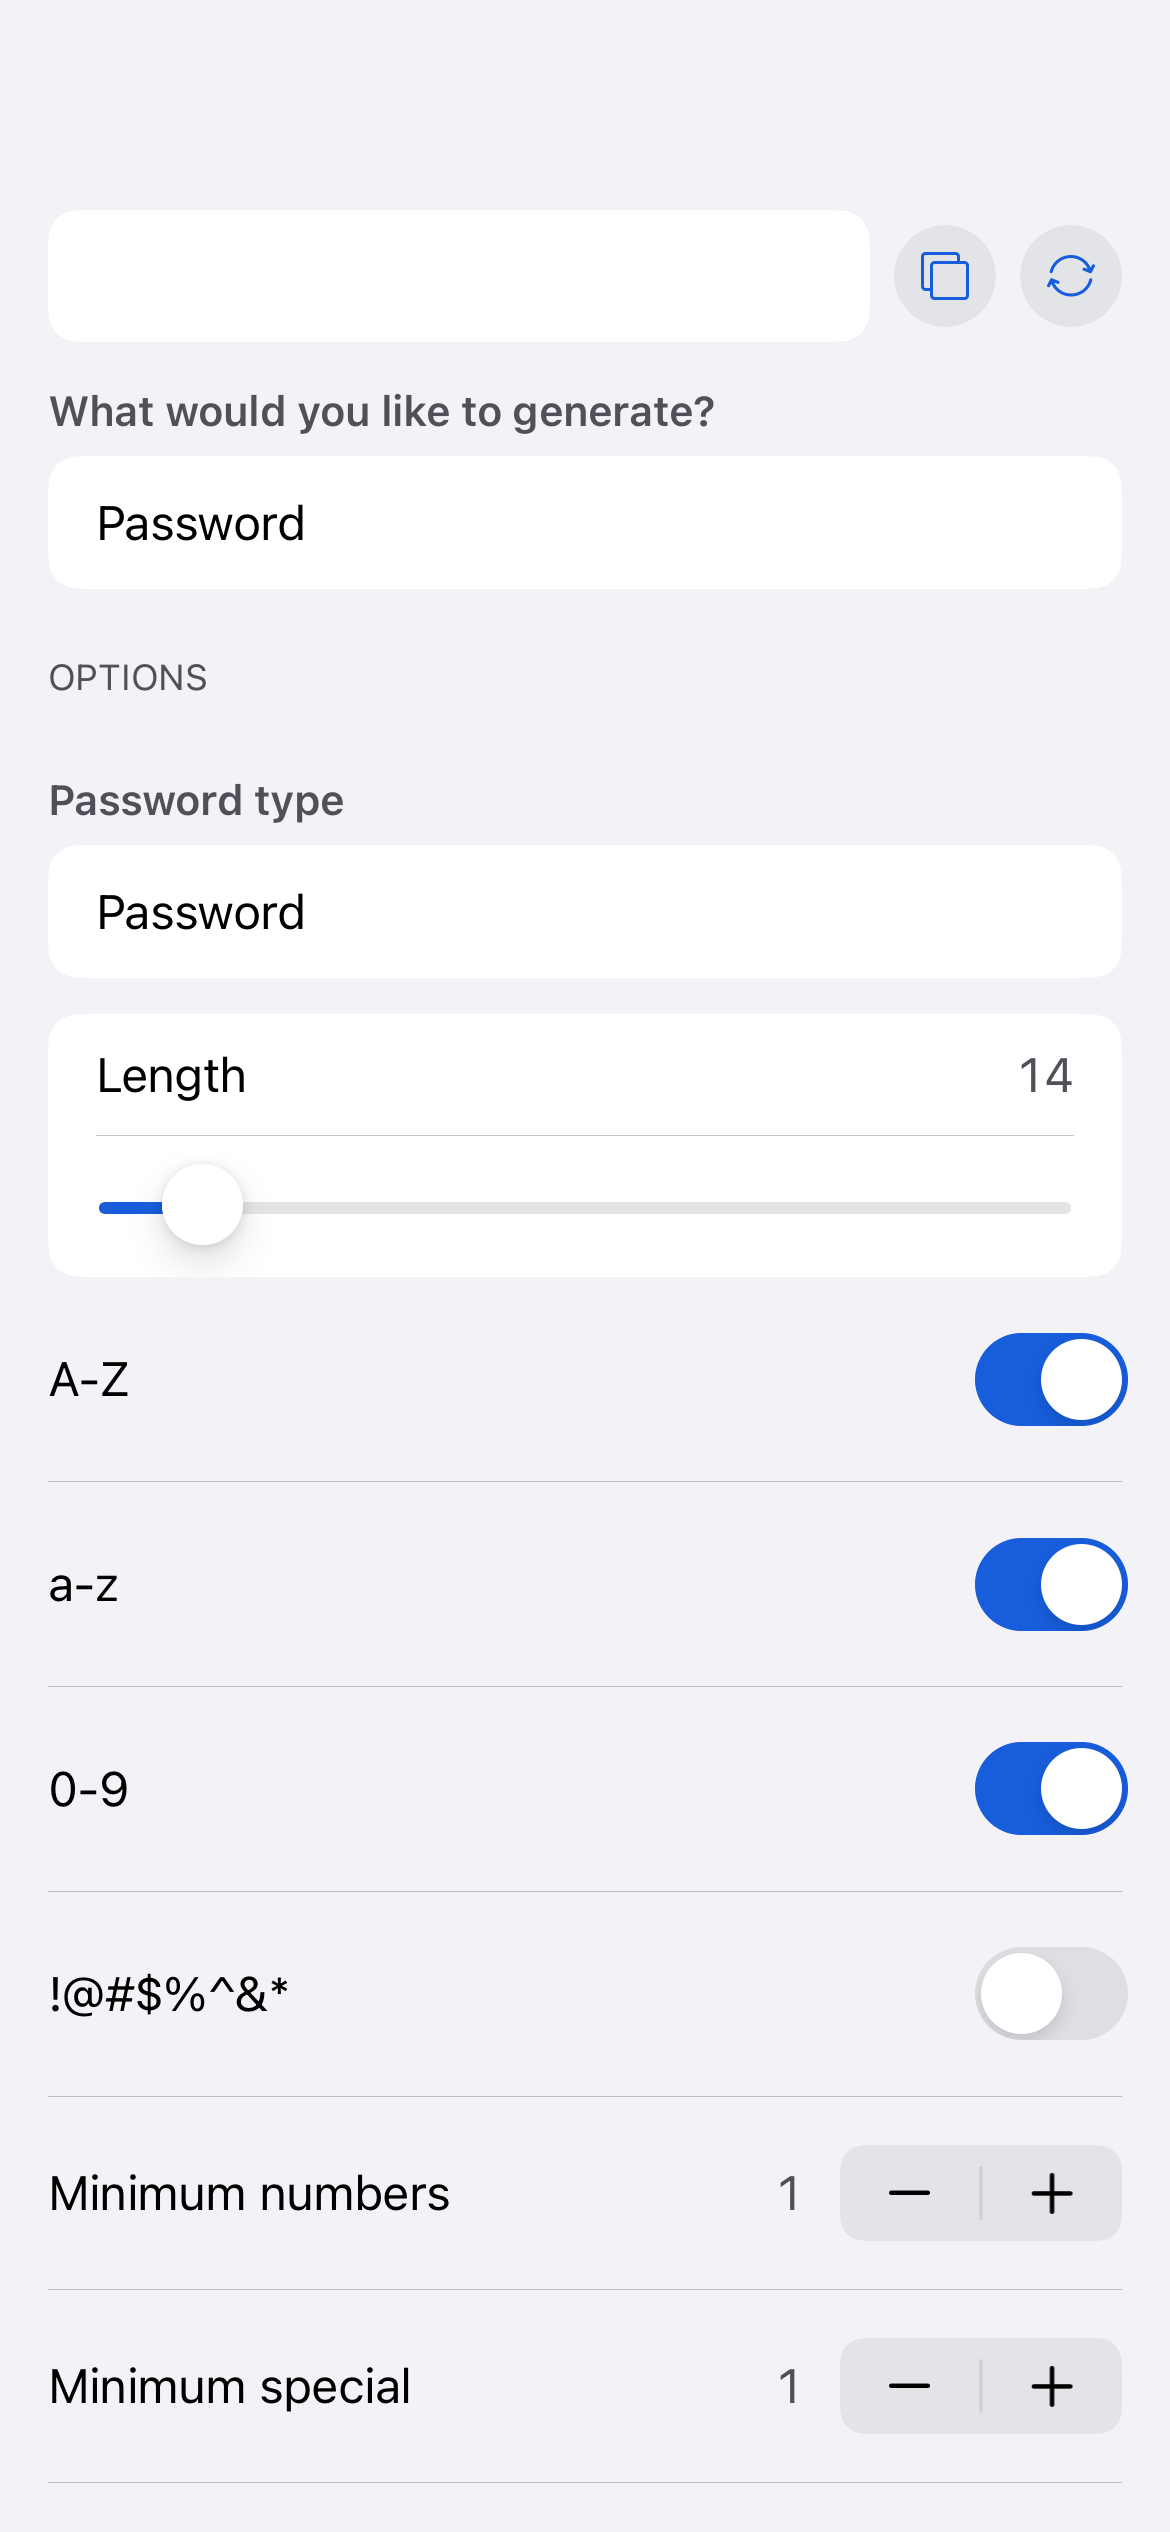 What would you like to generate?
Password
OPTIONS
Password type
Password
Length 14
A-Z
a-z
0-9
!@#$%^&*
Minimum numbers 1
Minimum special 1